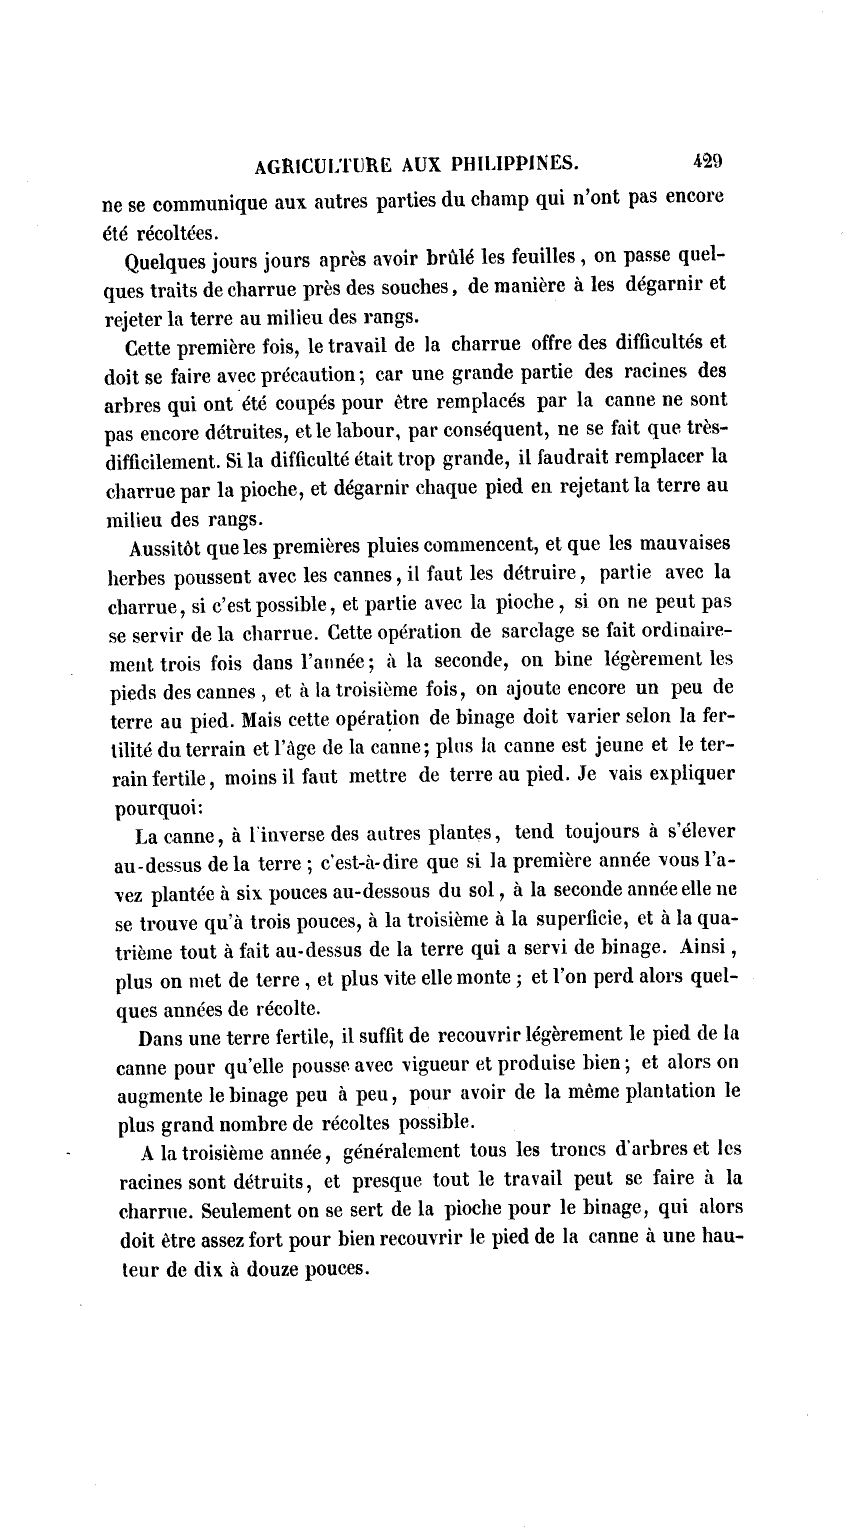 AGRICULTURE AUX PHILIPPINES. 429
ne se communique aux autres parties du champ qui n'ont pas encore
été récoltées.
Quelques jours jours après avoir brûlé les feuilles, on passe quel-
ques traits de charrue près des souches, de manière à les dégarnir et
rejeter la terre au milieu des rangs.
Cette première fois, le travail de la charrue offre des difficultés et
doit se faire avec précaution; car une grande partie des racines des
arbres qui ont été coupés pour être remplacés par la canne ne sont
pas encore détruites, et le labour, par conséquent, ne se fait que très-
difficilement. Si la difficulté était trop grande, il faudrait remplacer la
charrue par la pioche, et dégarnir chaque pied en rejetant la terre au
milieu des rangs.
Aussitôt que les premières pluies commencent, et que les mauvaises
herbes poussent avec les cannes, il faut les détruire, partie avec la
charrue, si c'est possible, et partie avec la pioche, si on ne peut pas
se servir de la charrue. Cette opération de sarclage se fait ordinaire-
ment trois fois dans l'année; à la seconde, on bine légèrement les
pieds des cannes, et à la troisième fois, on ajoute encore un peu de
terre au pied. Mais cette opération de binage doit varier selon la fer-
tilité du terrain et l'âge de la canne; plus la canne est jeune et le ter-
rain fertile, moins il faut mettre de terre au pied. Je vais expliquer
pourquoi:
La canne, à l'inverse des autres plantes, tend toujours à s'élever
au-dessus de la terre; c'est-à-dire que si la première année vous l'a-
vez plantée à six pouces au-dessous du sol, à la seconde année elle ne
se trouve qu'à trois pouces, à la troisième à la superficie, et à la qua-
trième tout à fait au-dessus de la terre qui a servi de binage. Ainsi,
plus on met de terre, et plus vite elle monte; et l'on perd alors quel-
ques années de récolte.
Dans une terre fertile, il suffit de recouvrir légèrement le pied de la
canne pour qu'elle pousse avec vigueur et produise bien; et alors on
augmente le binage peu à peu, pour avoir de la même plantation le
plus grand nombre de récoltes possible.
A la troisième année, généralement tous les troncs d'arbres et les
racines sont détruits, et presque tout le travail peut se faire à la
charrue. Seulement on se sert de la pioche pour le binage, qui alors
doit être assez fort pour bien recouvrir le pied de la canne à une hau-
teur de dix à douze pouces.